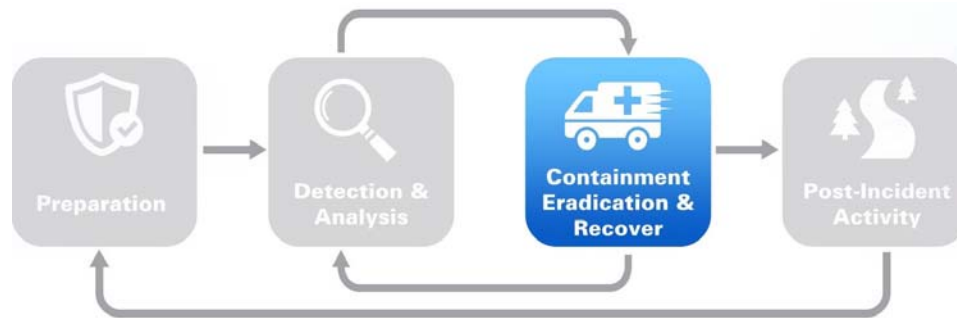 Preparation
Detection &
Analysis
Containment
Eradication &
Recover
Post-Incident
Activity